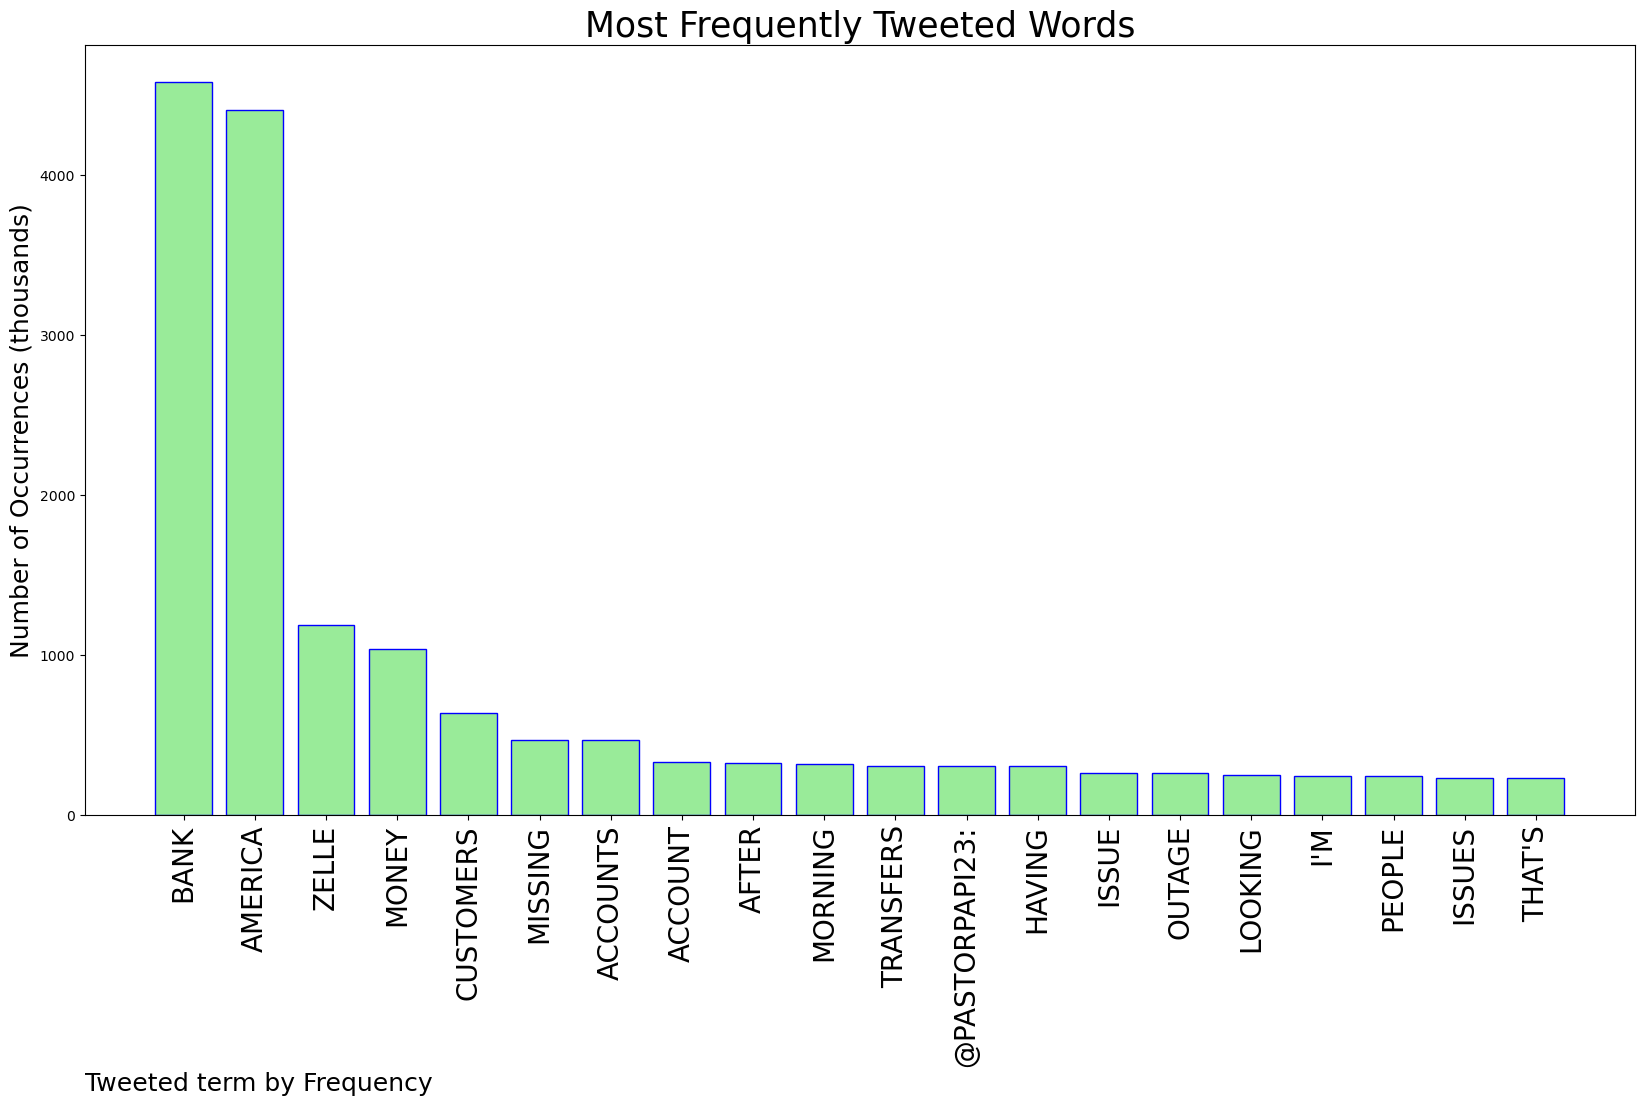 Most Frequently Tweeted Words
Number of Occurrences (thousands)
4000
3000
2000
1000
0
BANK
AMERICA
ZELLE
MONEY
CUSTOMERS
MISSING
ACCOUNTS
ACCOUNT
AFTER
MORNING
TRANSFERS
@PASTORPAPI23:
HAVING
ISSUE
OUTAGE
LOOKING
I'M
PEOPLE
ISSUES
THAT'S
Tweeted term by Frequency